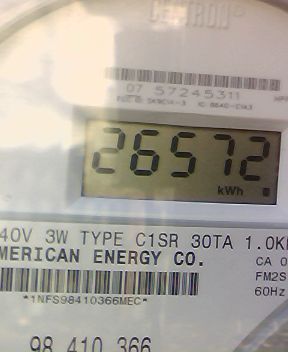 CENTRON
07 57245311
26572
kWh
40V 3W TYPE C1SR 30TA 1.0K
MERICAN ENERGY CO.
CA 0
FM2S
60Hz
*1NFS98410366MEC*
98 410 366